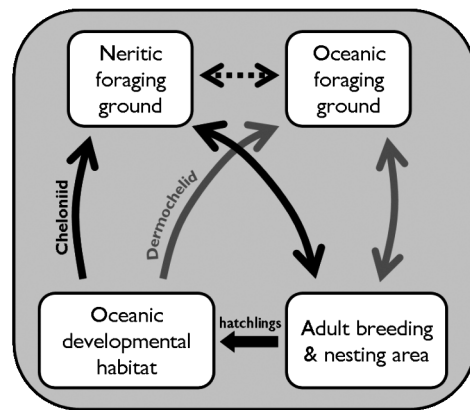 Neritic
foraging
ground
Oceanic
foraging
ground
Cheloniid
Dermochelid
Oceanic
developmental
habitat
hatchlings
Adult breeding
& nesting area